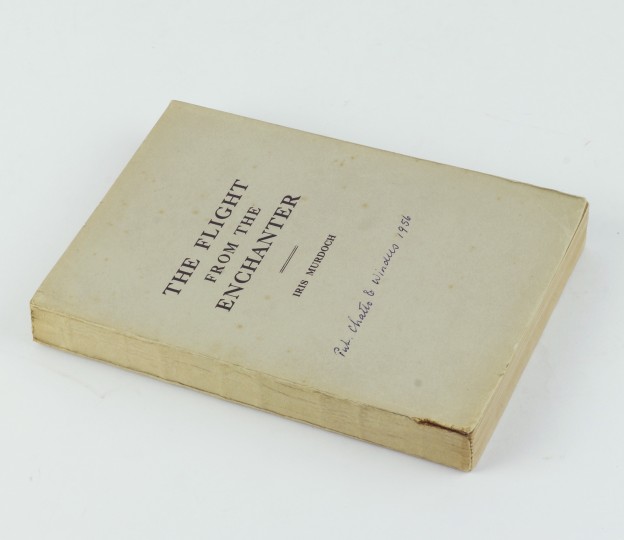 THE FLIGHT
FROM THE
ENCHANTER
IRIS MURDOCH
Pub. Chatto & Windus 1956